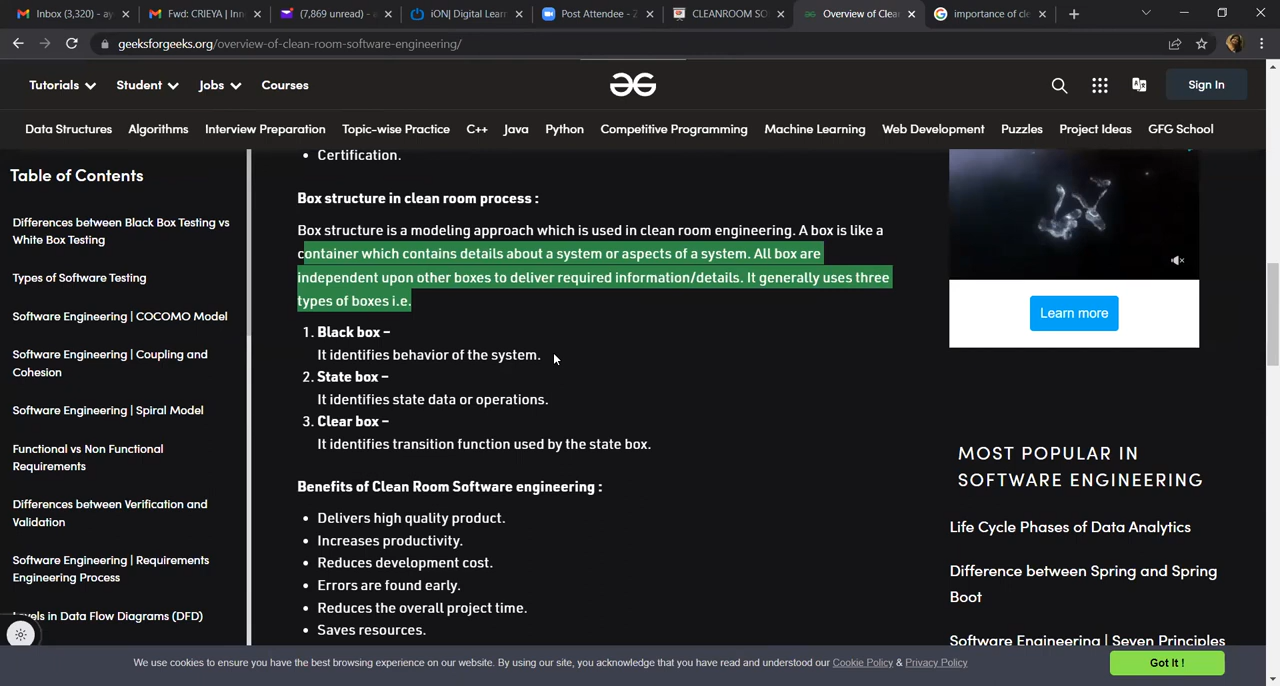 Inbox (3,320) - ay
Fwd: CRIEYA | Inn
(7,869 unread) - e
iON| Digital Lear
Post Attendee - Z
CLEANROOM SO
Overview of Clea
importance of cle
geeksforgeeks.org/overview-of-clean-room-software-engineering/
Tutorials
Student
Jobs
Courses
Sign In
Data Structures
Algorithms
Interview Preparation
Topic-wise Practice
C++
Java
Python
Competitive Programming
Machine Learning
Web Development
Puzzles
Project Ideas
GFG School
Table of Contents
Differences between Black Box Testing vs
White Box Testing
Types of Software Testing
Software Engineering | COCOMO Model
Software Engineering | Coupling and
Cohesion
Software Engineering | Spiral Model
Functional vs Non Functional
Requirements
Differences between Verification and
Validation
Software Engineering | Requirements
Engineering Process
Levels in Data Flow Diagrams (DFD)
• Certification.
Box structure in clean room process :
Box structure is a modeling approach which is used in clean room engineering. A box is like a
container which contains details about a system or aspects of a system. All box are
independent upon other boxes to deliver required information/details. It generally uses three
types of boxes i.e.
1. Black box –
It identifies behavior of the system.
2. State box –
It identifies state data or operations.
3. Clear box –
It identifies transition function used by the state box.
Benefits of Clean Room Software engineering :
• Delivers high quality product.
• Increases productivity.
• Reduces development cost.
• Errors are found early.
• Reduces the overall project time.
• Saves resources.
Learn more
MOST POPULAR IN
SOFTWARE ENGINEERING
Life Cycle Phases of Data Analytics
Difference between Spring and Spring
Boot
Software Engineering | Seven Principles
We use cookies to ensure you have the best browsing experience on our website. By using our site, you acknowledge that you have read and understood our Cookie Policy & Privacy Policy
Got It !